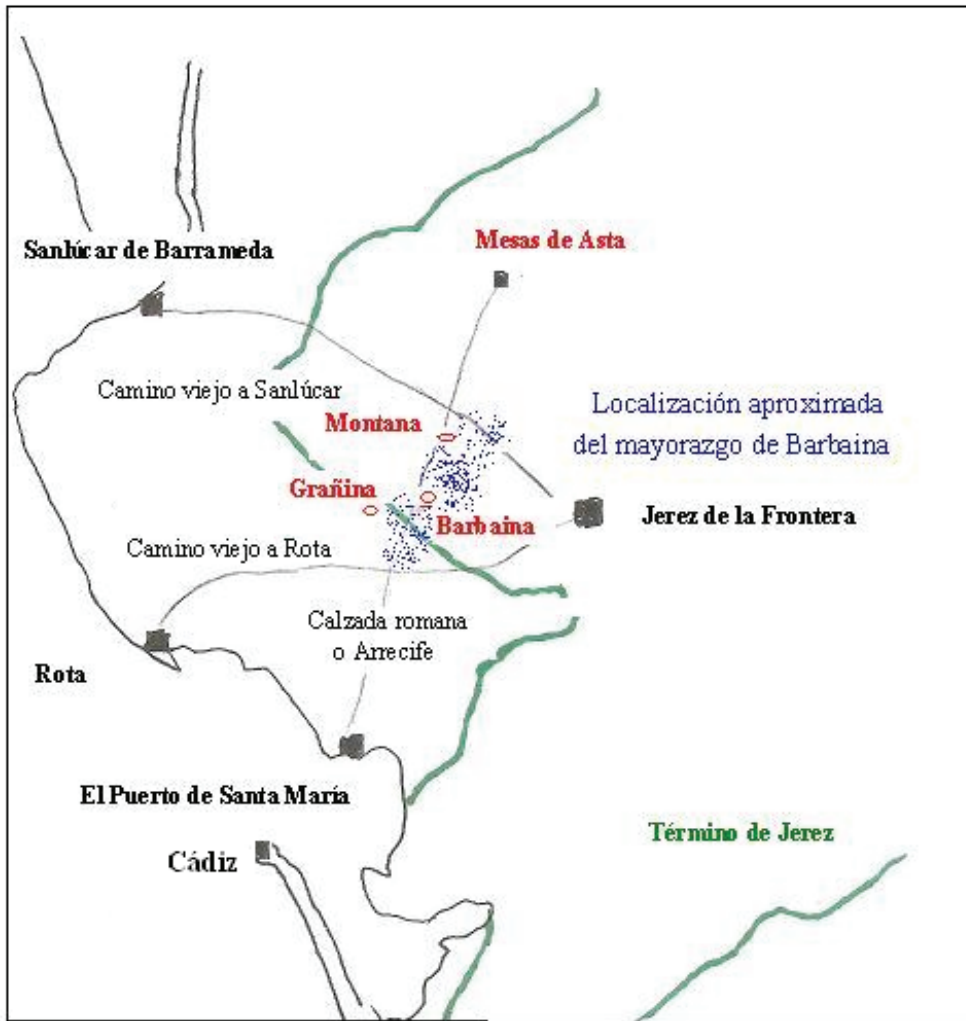 Sanlúcar de Barrameda
Mesas de Asta
Camino viejo a Sanlúcar
Localización aproximada
del mayorazgo de Barbaina
Montana
Grañina
Barbaina
Jerez de la Frontera
Camino viejo a Rota
Calzada romana
o Arrecife
Rota
El Puerto de Santa María
Término de Jerez
Cádiz